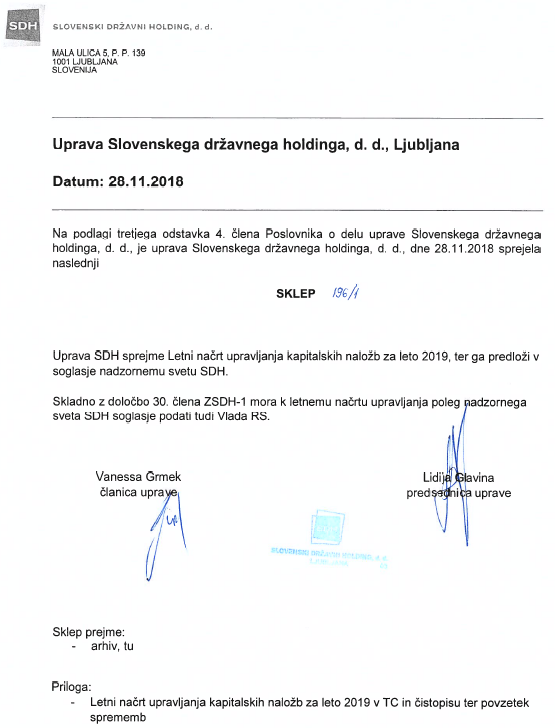 SDH SLOVENSKI DRŽAVNI HOLDING, d. d.
MALA ULICA 5, P. P. 139
1001 LJUBLJANA
SLOVENIJA
Uprava Slovenskega državnega holdinga, d. d., Ljubljana
Datum: 28.11.2018
Na podlagi tretjega odstavka 4. člena Poslovnika o delu uprave Slovenskega državnega
holdinga, d. d., je uprava Slovenskega državnega holdinga, d. d., dne 28.11.2018 sprejela
naslednji
SKLEP 196/1
Uprava SDH sprejme Letni načrt upravljanja kapitalskih naložb za leto 2019, ter ga predloži v
soglasje nadzornemu svetu SDH.
Skladno z določbo 30. člena ZSDH-1 mora k letnemu načrtu upravljanja poleg nadzornega
sveta SDH soglasje podati tudi Vlada RS.
Vanessa Grmek
članica uprave
Lidija Glavina
predsednica uprave
SLOVENSKI DRŽAVNI HOLDING, d. d.
LJUBLJANA
Sklep prejme:
- arhiv, tu
Priloga:
- Letni načrt upravljanja kapitalskih naložb za leto 2019 v TC in čistopisu ter povzetek
sprememb